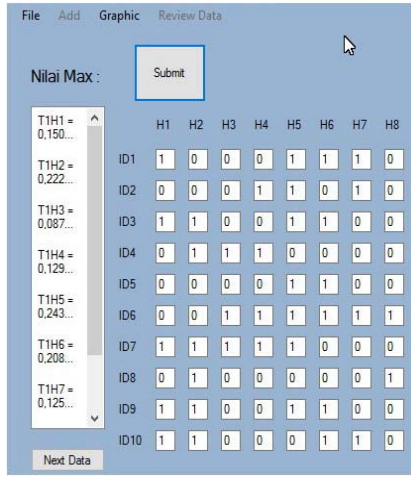 File Add Graphic Review Data
Nilai Max : Submit
T1H1 =
0,150...
T1H2 =
0,222...
T1H3 =
0,087...
T1H4 =
0,129...
T1H5 =
0,243...
T1H6 =
0,208...
T1H7 =
0,125...
H1 H2 H3 H4 H5 H6 H7 H8
ID1 1 0 0 0 1 1 1 0
ID2 0 0 0 1 1 0 1 0
ID3 1 1 0 0 1 1 0 0
ID4 0 1 1 1 0 0 0 0
ID5 0 0 0 0 1 1 0 0
ID6 0 0 1 1 1 1 1 1
ID7 1 1 1 1 1 0 0 0
ID8 0 1 0 0 0 0 0 1
ID9 1 1 0 0 1 1 0 0
ID10 1 1 0 0 0 1 1 0
Next Data